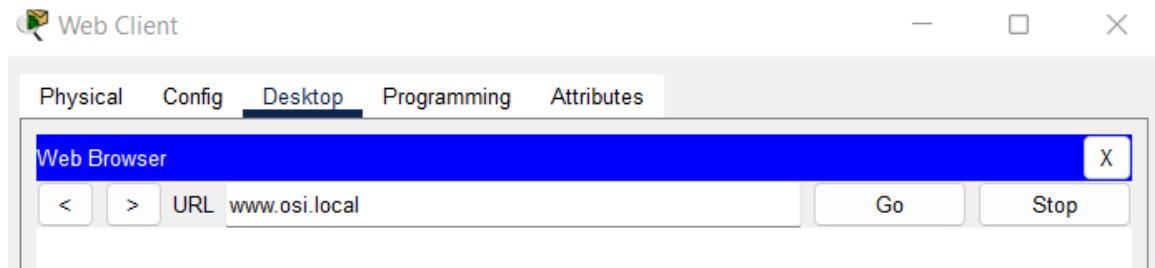 Web Client
Physical Config Desktop Programming Attributes
Web Browser X
< > URL www.osi.local Go Stop